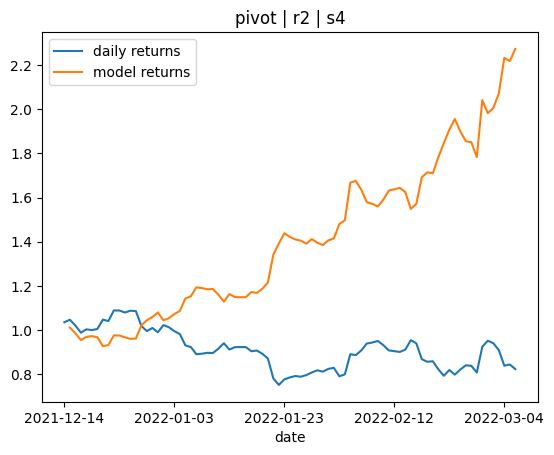 pivot | r2 | s4
daily returns
model returns
2.2
2.0
1.8
1.6
1.4
1.2
1.0
0.8
2021-12-14 2022-01-03 2022-01-23 2022-02-12 2022-03-04
date